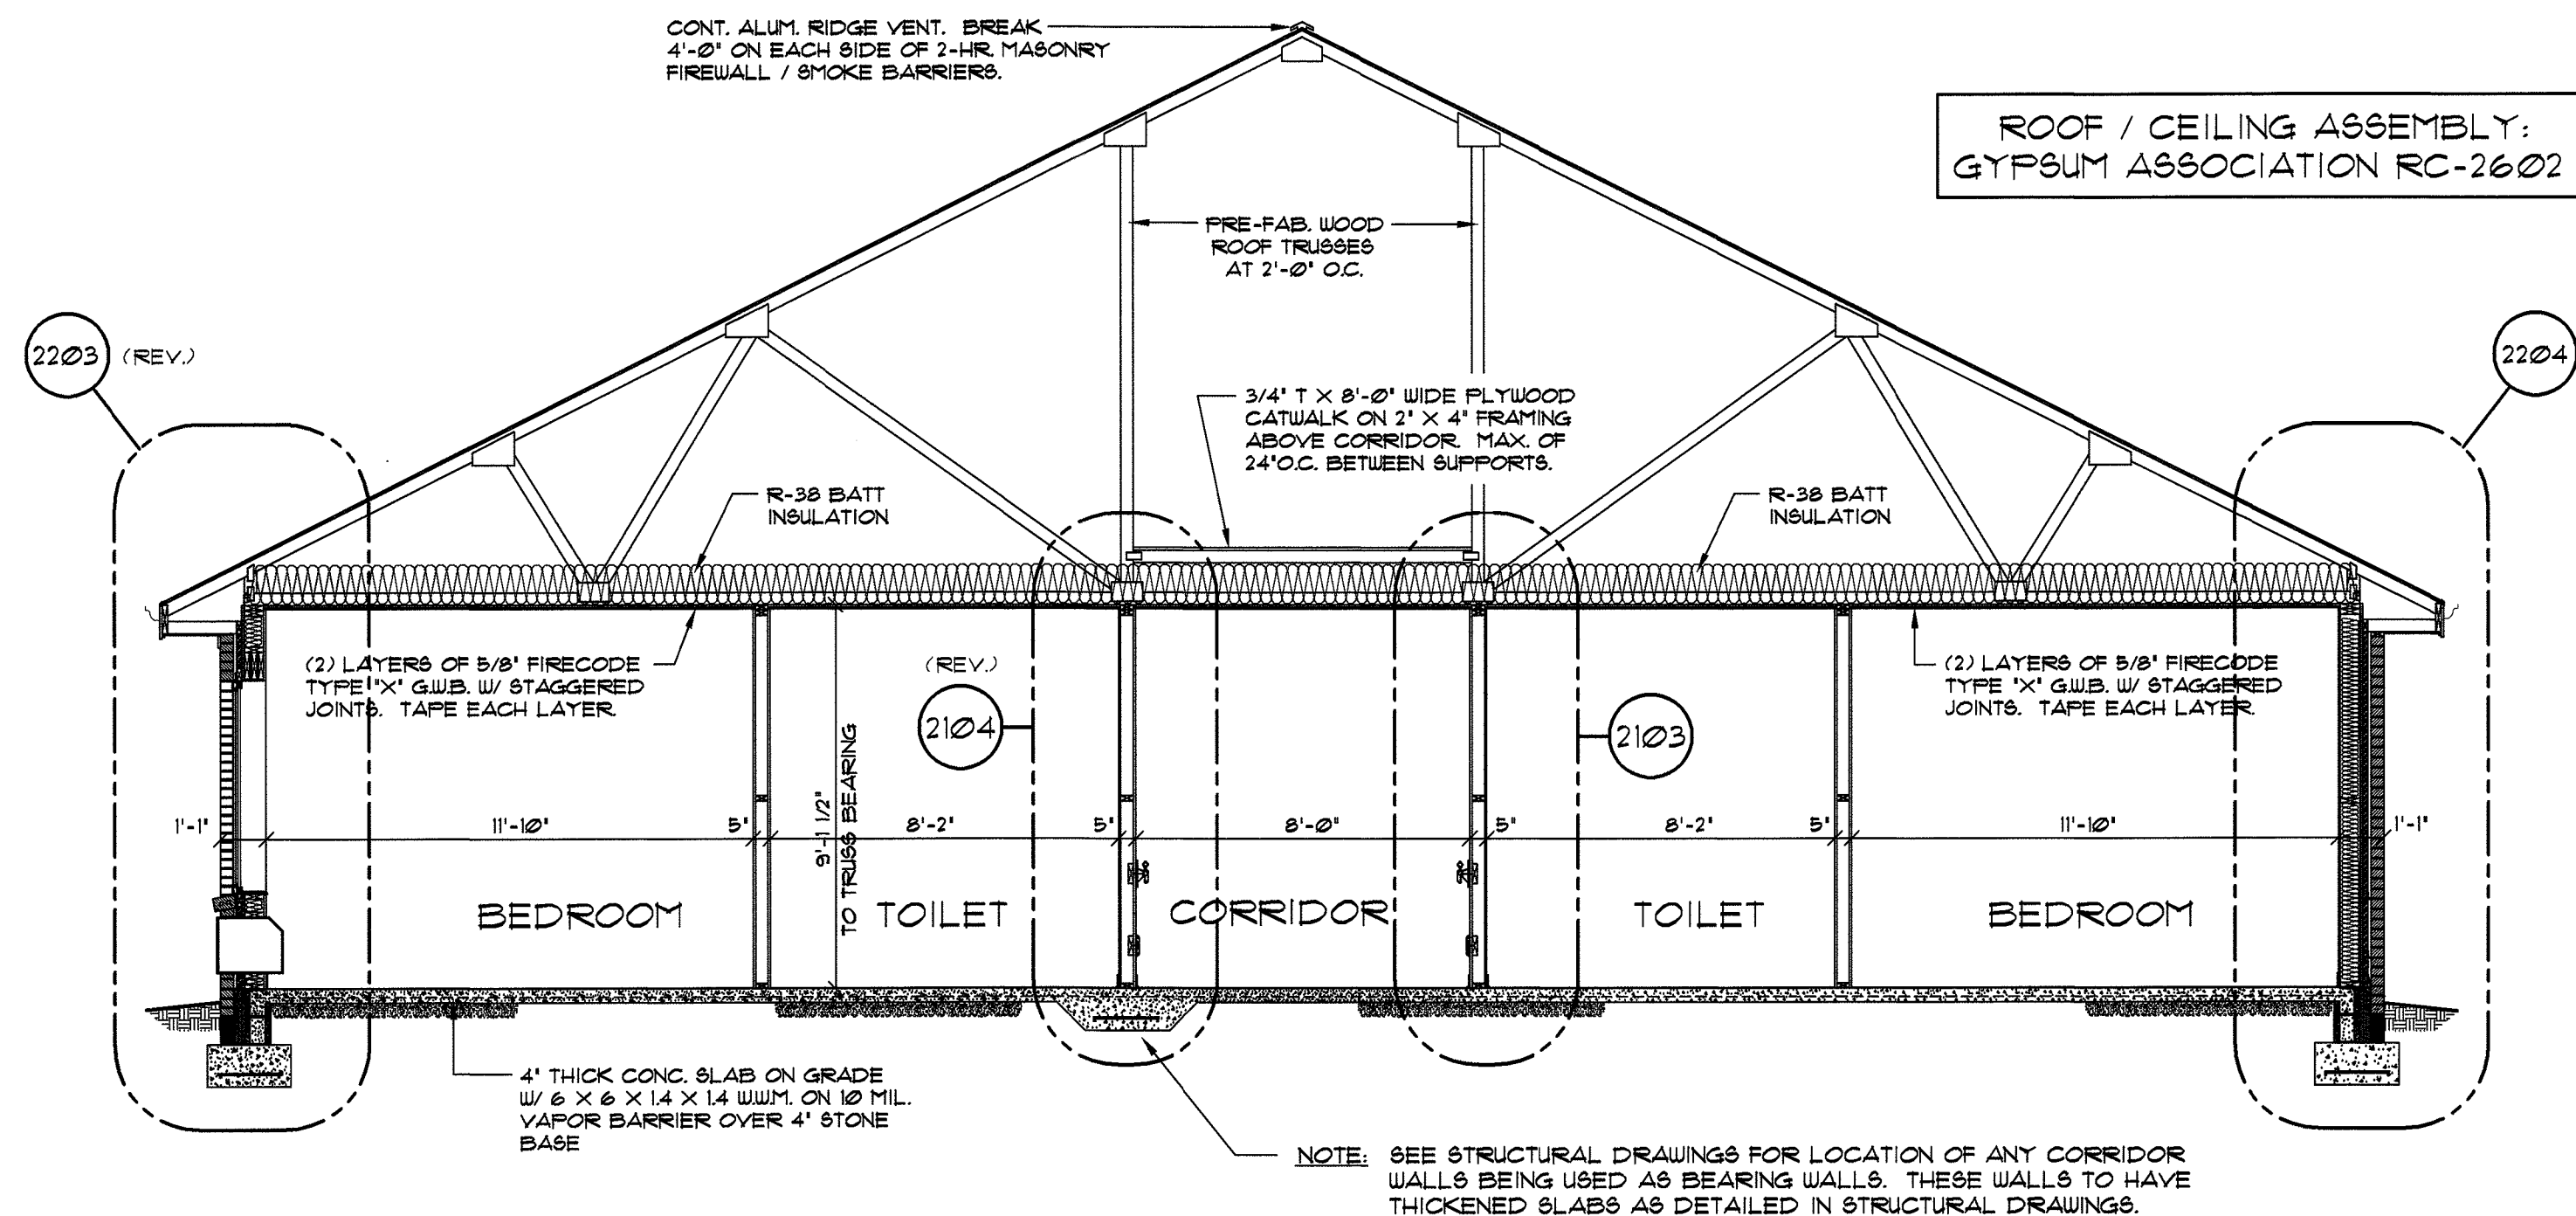 CONT. ALUM. RIDGE VENT. BREAK
4'-0" ON EACH SIDE OF 2-HR. MASONRY
FIREWALL / SMOKE BARRIERS.
ROOF / CEILING ASSEMBLY:
GYPSUM ASSOCIATION RC-2602
PRE-FAB. WOOD
ROOF TRUSSES
AT 2'-0" O.C.
2203 (REV.)
2204
3/4" T X 8'-0" WIDE PLYWOOD
CATWALK ON 2" X 4" FRAMING
ABOVE CORRIDOR. MAX. OF
24"O.C. BETWEEN SUPPORTS.
R-38 BATT
INSULATION
R-38 BATT
INSULATION
(2) LAYERS OF 5/8" FIRECODE
TYPE "X" G.W.B. W/ STAGGERED
JOINTS. TAPE EACH LAYER.
(REV.)
2104
2103
(2) LAYERS OF 5/8" FIRECODE
TYPE "X" G.W.B. W/ STAGGERED
JOINTS. TAPE EACH LAYER.
9'-1 1/2"
TO TRUSS BEARING
1'-1" 11'-10" 5" 8'-2" 5" 8'-0" 5" 8'-2" 5" 11'-10" 1'-1"
BEDROOM TOILET CORRIDOR TOILET BEDROOM
4" THICK CONC. SLAB ON GRADE
W/ 6 X 6 X 1.4 X 1.4 W.W.M. ON 10 MIL.
VAPOR BARRIER OVER 4" STONE
BASE
NOTE: SEE STRUCTURAL DRAWINGS FOR LOCATION OF ANY CORRIDOR
WALLS BEING USED AS BEARING WALLS. THESE WALLS TO HAVE
THICKENED SLABS AS DETAILED IN STRUCTURAL DRAWINGS.